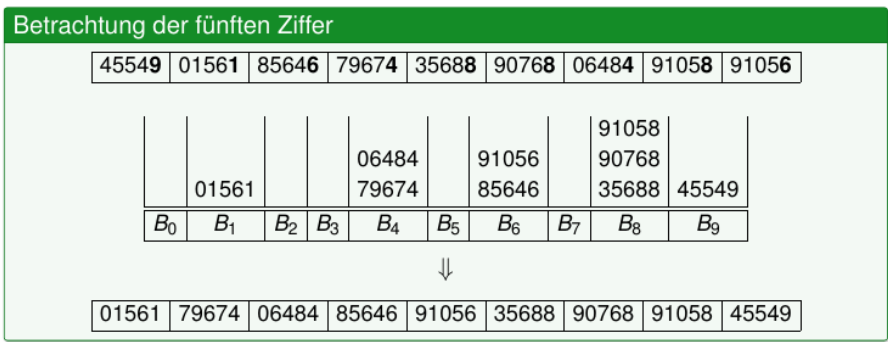 Betrachtung der fünften Ziffer
45549 01561 85646 79674 35688 90768 06484 91058 91056
91058
06484 91056 90768
01561 79674 85646 35688 45549
B₀ B₁ B₂ B₃ B₄ B₅ B₆ B₇ B₈ B₉
⇓
01561 79674 06484 85646 91056 35688 90768 91058 45549